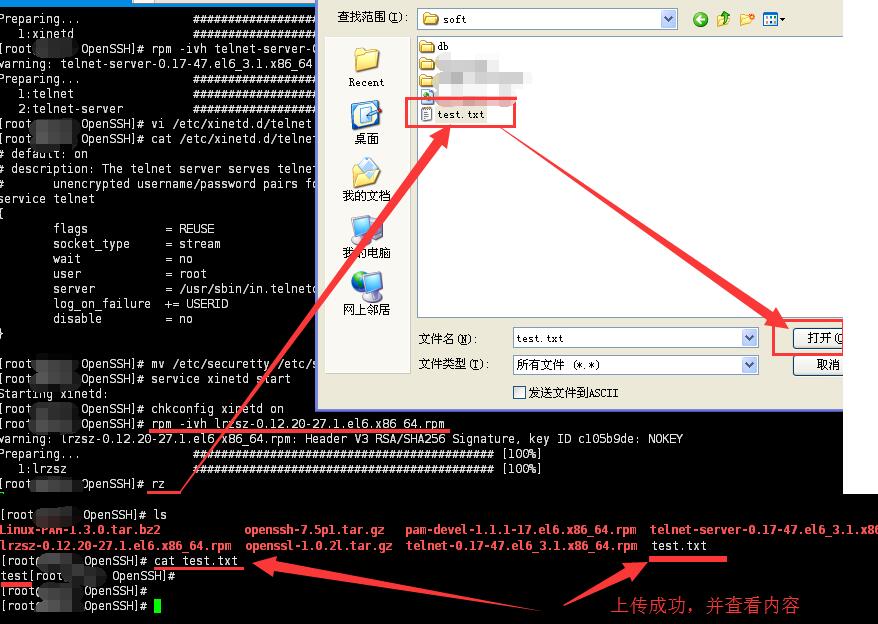 Preparing... ########################
1:xinetd ########################
[root OpenSSH]# rpm -ivh telnet-server-0
warning: telnet-server-0.17-47.el6_3.1.x86_64
Preparing... ########################
1:telnet ########################
2:telnet-server ########################
[root OpenSSH]# vi /etc/xinetd.d/telnet
[root OpenSSH]# cat /etc/xinetd.d/telnet
# default: on
# description: The telnet server serves telnet
# unencrypted username/password pairs fo
service telnet
{
flags = REUSE
socket_type = stream
wait = no
user = root
server = /usr/sbin/in.telnetd
log_on_failure += USERID
disable = no
}
[root OpenSSH]# mv /etc/securetty /etc/s
[root OpenSSH]# service xinetd start
Starting xinetd:
[root OpenSSH]# chkconfig xinetd on
[root OpenSSH]# rpm -ivh lrzsz-0.12.20-27.1.el6.x86_64.rpm
warning: lrzsz-0.12.20-27.1.el6.x86_64.rpm: Header V3 RSA/SHA256 Signature, key ID c105b9de: NOKEY
Preparing... ########################################### [100%]
1:lrzsz ########################################### [100%]
[root OpenSSH]# rz
查找范围(I): soft
Recent
桌面
我的文档
我的电脑
网上邻居
db
test.txt
文件名(N): test.txt 打开(O
文件类型(T): 所有文件 (*.*) 取消
发送文件到ASCII
[root OpenSSH]# ls
Linux-PAM-1.3.0.tar.bz2 openssh-7.5p1.tar.gz pam-devel-1.1.1-17.el6.x86_64.rpm telnet-server-0.17-47.el6_3.1.x86
lrzsz-0.12.20-27.1.el6.x86_64.rpm openssl-1.0.2l.tar.gz telnet-0.17-47.el6_3.1.x86_64.rpm test.txt
[root OpenSSH]# cat test.txt
test[root OpenSSH]#
[root OpenSSH]#
[root OpenSSH]#
上传成功，并查看内容